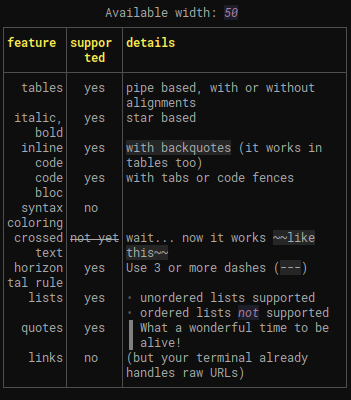 Available width: 50
feature suppor details
ted
tables yes pipe based, with or without
alignments
italic, yes star based
bold
inline yes with backquotes (it works in
code tables too)
code yes with tabs or code fences
bloc
syntax no
coloring
crossed not yet wait... now it works ~~like
text this~~
horizon yes Use 3 or more dashes (---)
tal rule
lists yes • unordered lists supported
• ordered lists not supported
quotes yes What a wonderful time to be
alive!
links no (but your terminal already
handles raw URLs)